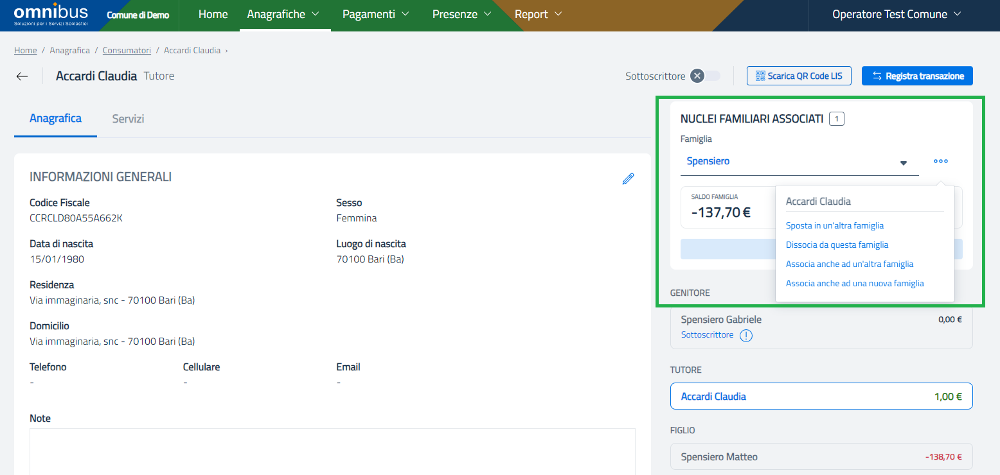 omnibus
Soluzioni per i Servizi Scolastici
Comune di Demo
Home
Anagrafiche
Pagamenti
Presenze
Report
Operatore Test Comune
Home / Anagrafica / Consumatori / Accardi Claudia ›
Accardi Claudia Tutore
Sottoscrittore
Scarica QR Code LIS
Registra transazione
Anagrafica
Servizi
INFORMAZIONI GENERALI
Codice Fiscale
CCRCLD80A55A662K
Sesso
Femmina
Data di nascita
15/01/1980
Luogo di nascita
70100 Bari (Ba)
Residenza
Via immaginaria, snc - 70100 Bari (Ba)
Domicilio
Via immaginaria, snc - 70100 Bari (Ba)
Telefono
-
Cellulare
-
Email
-
Note
NUCLEI FAMILIARI ASSOCIATI 1
Famiglia
Spensiero
SALDO FAMIGLIA
-137,70 €
Accardi Claudia
Sposta in un'altra famiglia
Dissocia da questa famiglia
Associa anche ad un'altra famiglia
Associa anche ad una nuova famiglia
GENITORE
Spensiero Gabriele 0,00 €
Sottoscrittore
TUTORE
Accardi Claudia 1,00 €
FIGLIO
Spensiero Matteo -138,70 €